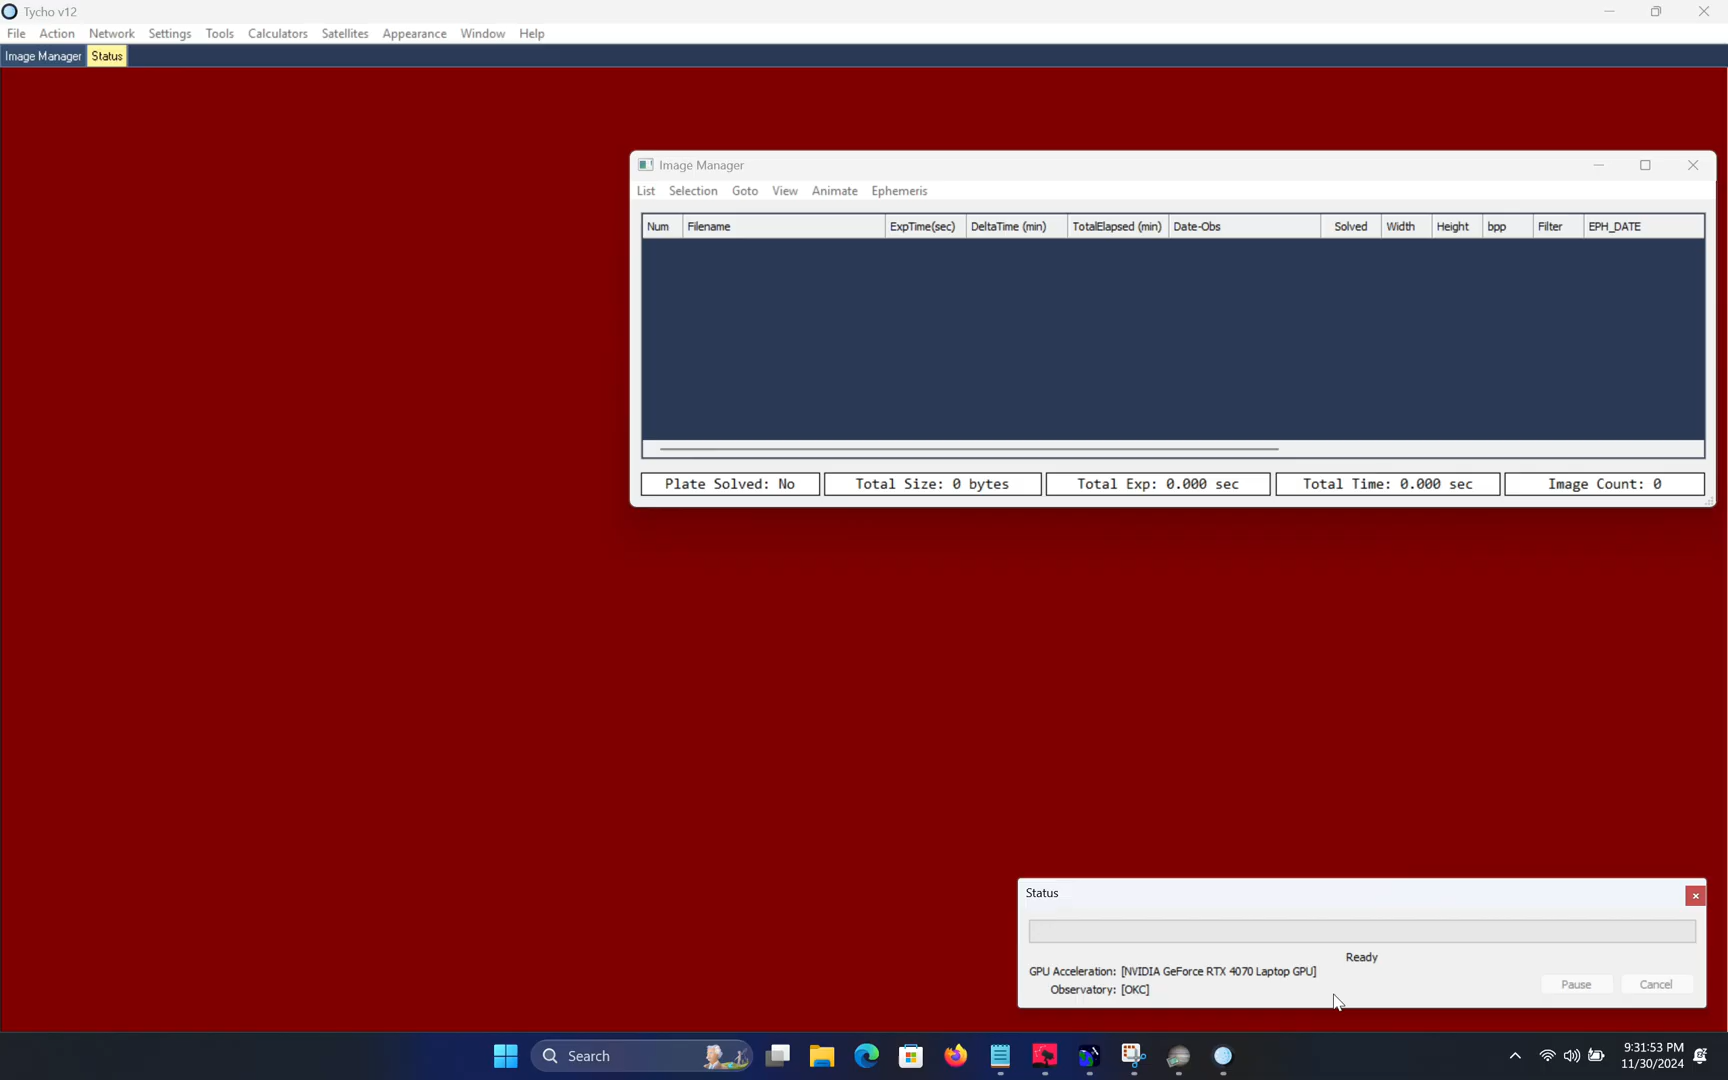 Tycho v12
File Action Network Settings Tools Calculators Satellites Appearance Window Help
Image Manager Status
Image Manager
List Selection Goto View Animate Ephemeris
Num Filename ExpTime(sec) DeltaTime (min) TotalElapsed (min) Date-Obs Solved Width Height bpp Filter EPH_DATE
Plate Solved: No Total Size: 0 bytes Total Exp: 0.000 sec Total Time: 0.000 sec Image Count: 0
Status
Ready
GPU Acceleration: [NVIDIA GeForce RTX 4070 Laptop GPU]
Observatory: [OKC]
Pause Cancel
Search
9:31:53 PM
11/30/2024